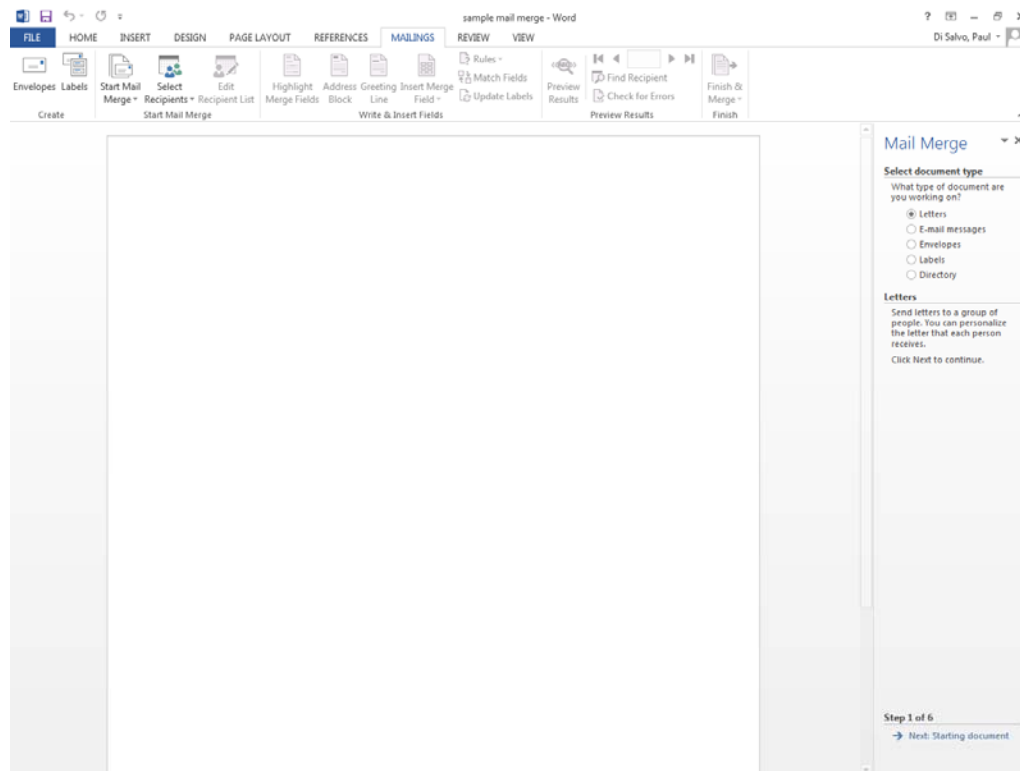 sample mail merge - Word
FILE HOME INSERT DESIGN PAGE LAYOUT REFERENCES MAILINGS REVIEW VIEW
Di Salvo, Paul
Envelopes Labels
Create
Start Mail
Merge
Select
Recipients
Edit
Recipient List
Start Mail Merge
Highlight
Merge Fields
Address
Block
Greeting
Line
Insert Merge
Field
Rules
Match Fields
Update Labels
Write & Insert Fields
Preview
Results
Find Recipient
Check for Errors
Preview Results
Finish &
Merge
Finish
Mail Merge
Select document type
What type of document are
you working on?
Letters
E-mail messages
Envelopes
Labels
Directory
Letters
Send letters to a group of
people. You can personalize
the letter that each person
receives.
Click Next to continue.
Step 1 of 6
Next: Starting document